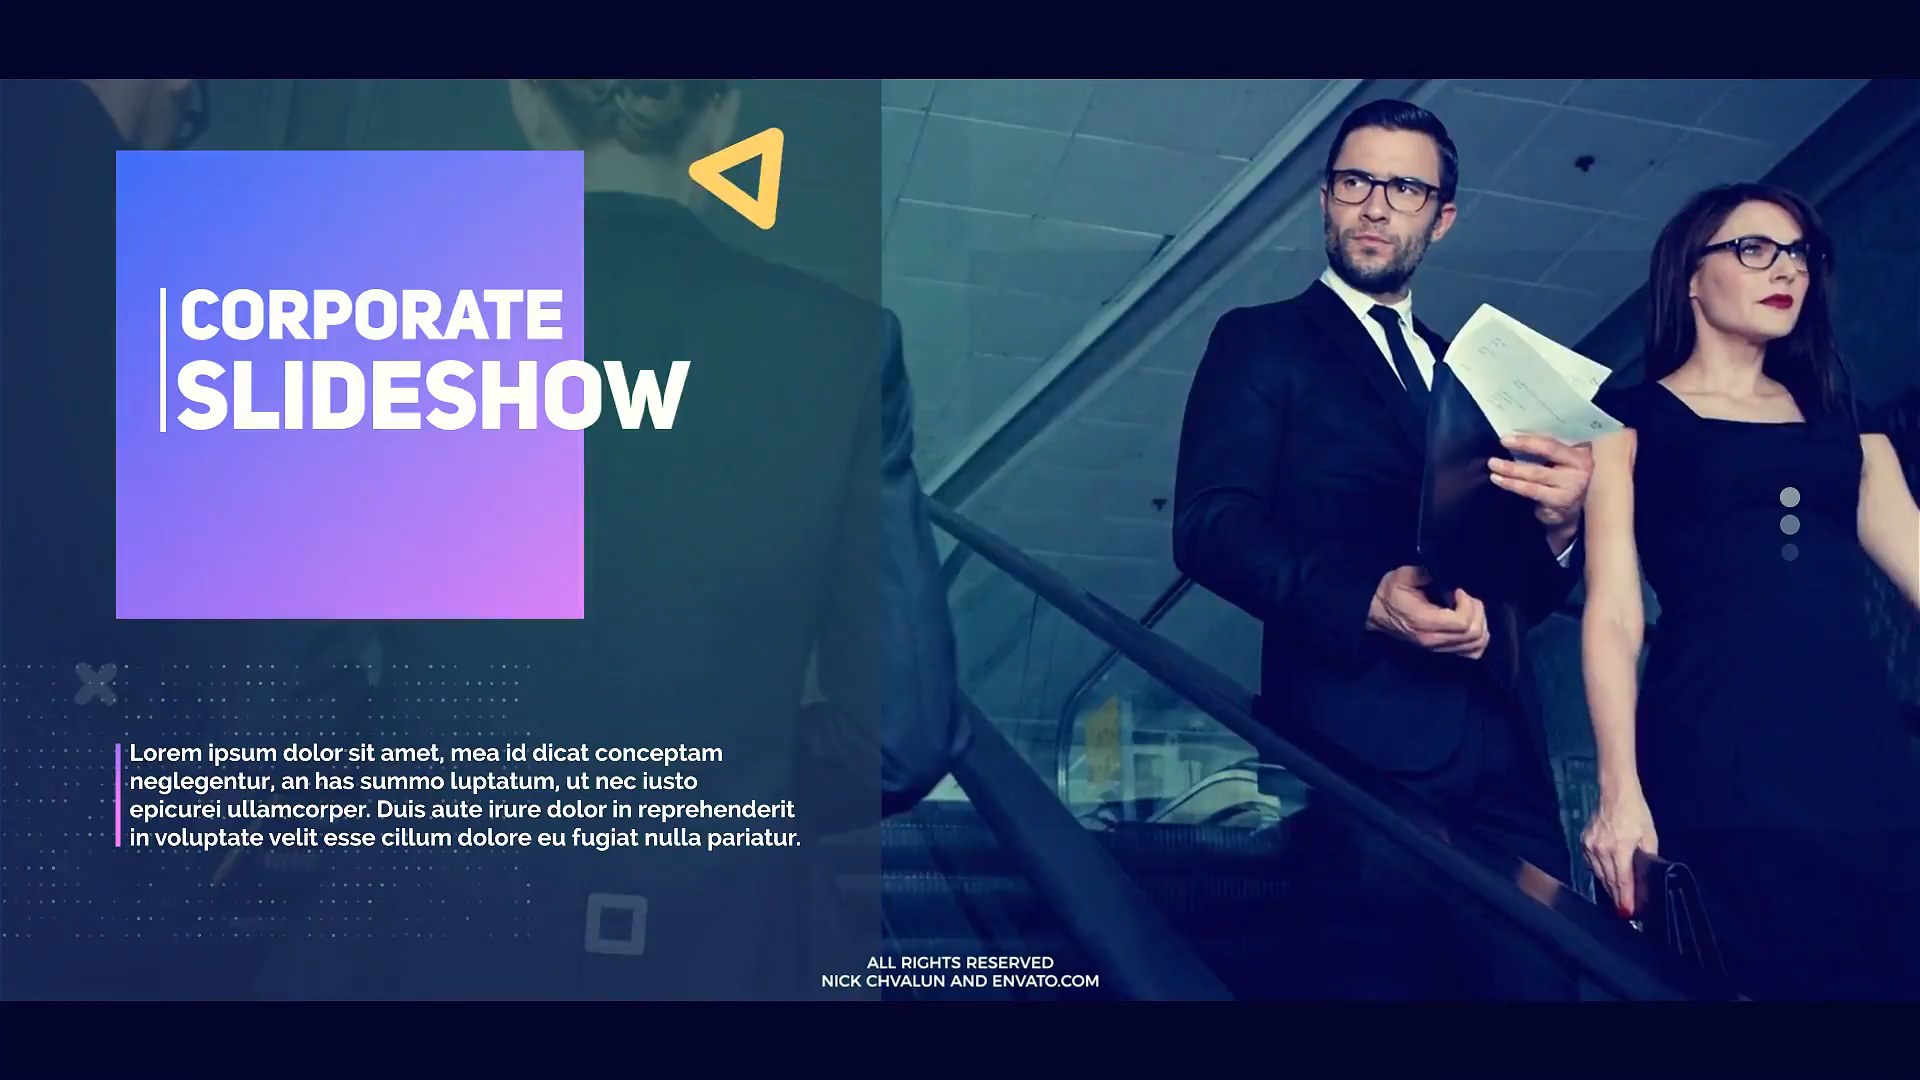 CORPORATE
SLIDESHOW
Lorem ipsum dolor sit amet, mea id dicat conceptam
neglegentur, an has summo luptatum, ut nec iusto
epicurei ullamcorper. Duis aute irure dolor in reprehenderit
in voluptate velit esse cillum dolore eu fugiat nulla pariatur.
ALL RIGHTS RESERVED
NICK CHVALUN AND ENVATO.COM